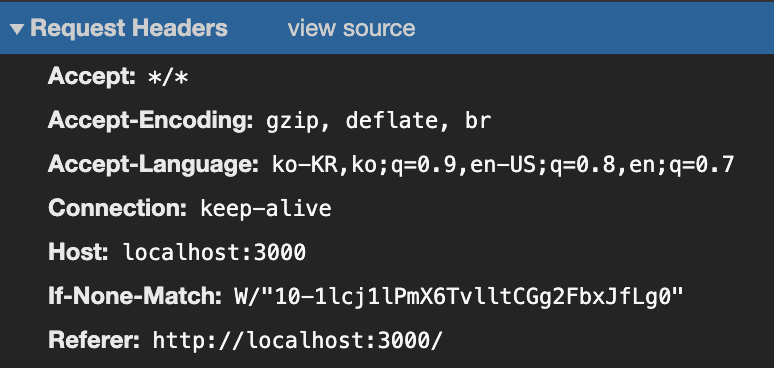 Request Headers view source
Accept: */*
Accept-Encoding: gzip, deflate, br
Accept-Language: ko-KR,ko;q=0.9,en-US;q=0.8,en;q=0.7
Connection: keep-alive
Host: localhost:3000
If-None-Match: W/"10-1lcj1lPmX6TvlltCGg2FbxJfLg0"
Referer: http://localhost:3000/